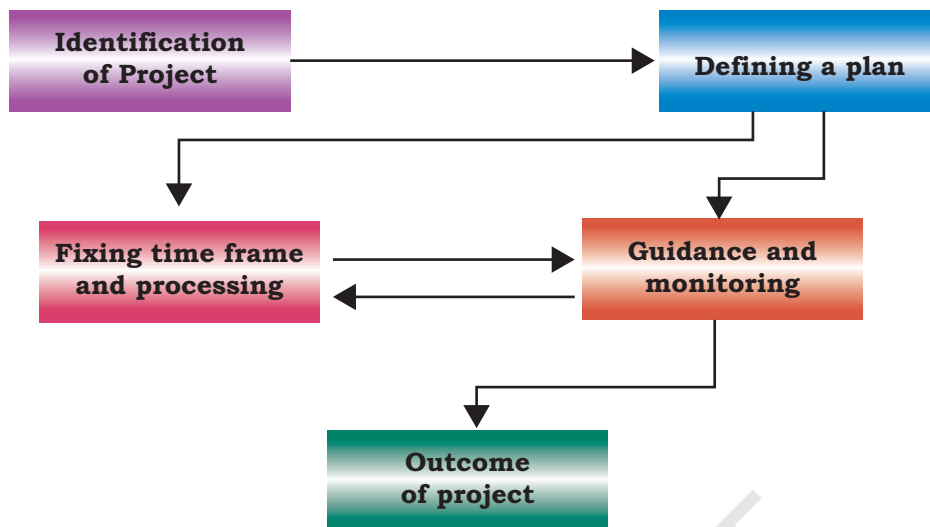 Identification
of Project
Defining a plan
Fixing time frame
and processing
Guidance and
monitoring
Outcome
of project